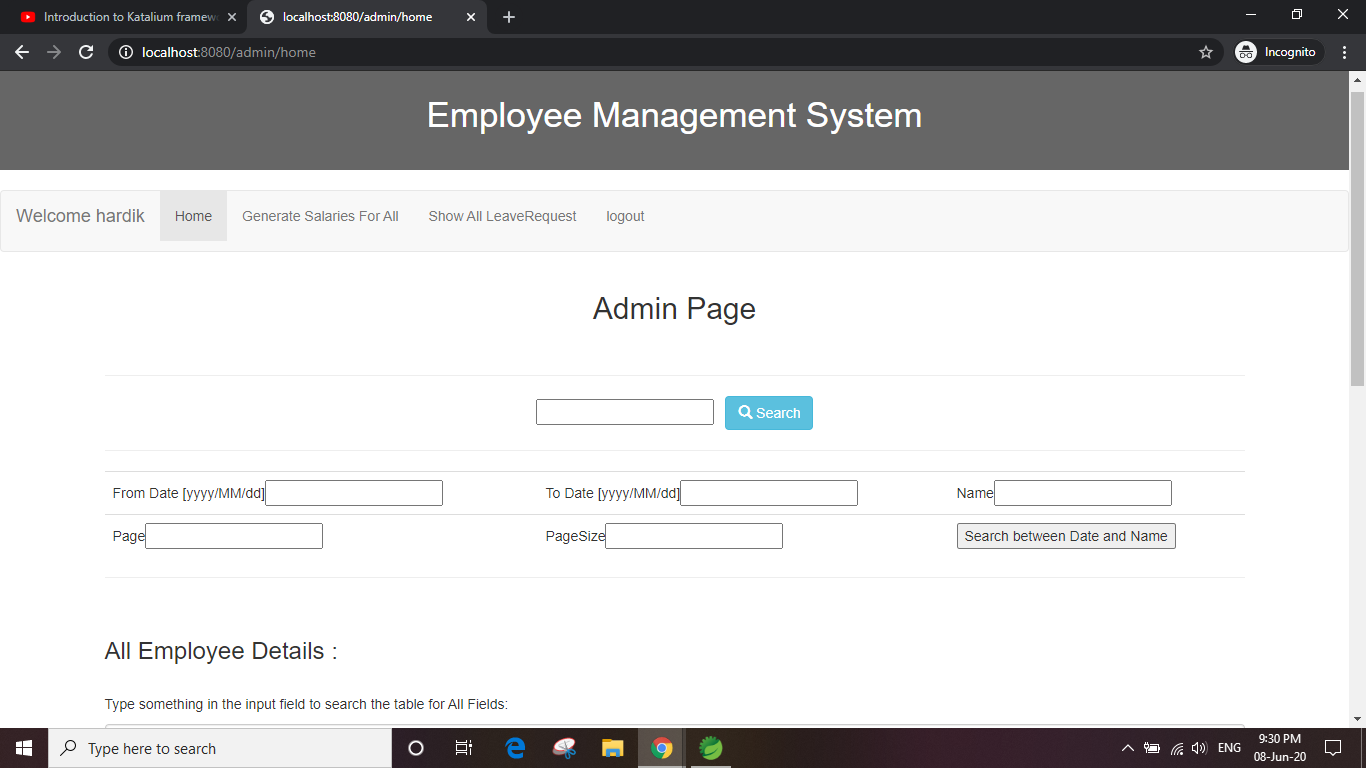 Introduction to Katalium framew
localhost:8080/admin/home
localhost:8080/admin/home
Incognito
Employee Management System
Welcome hardik
Home
Generate Salaries For All
Show All LeaveRequest
logout
Admin Page
Search
From Date [yyyy/MM/dd]
To Date [yyyy/MM/dd]
Name
Page
PageSize
Search between Date and Name
All Employee Details :
Type something in the input field to search the table for All Fields:
Type here to search
ENG
9:30 PM
08-Jun-20